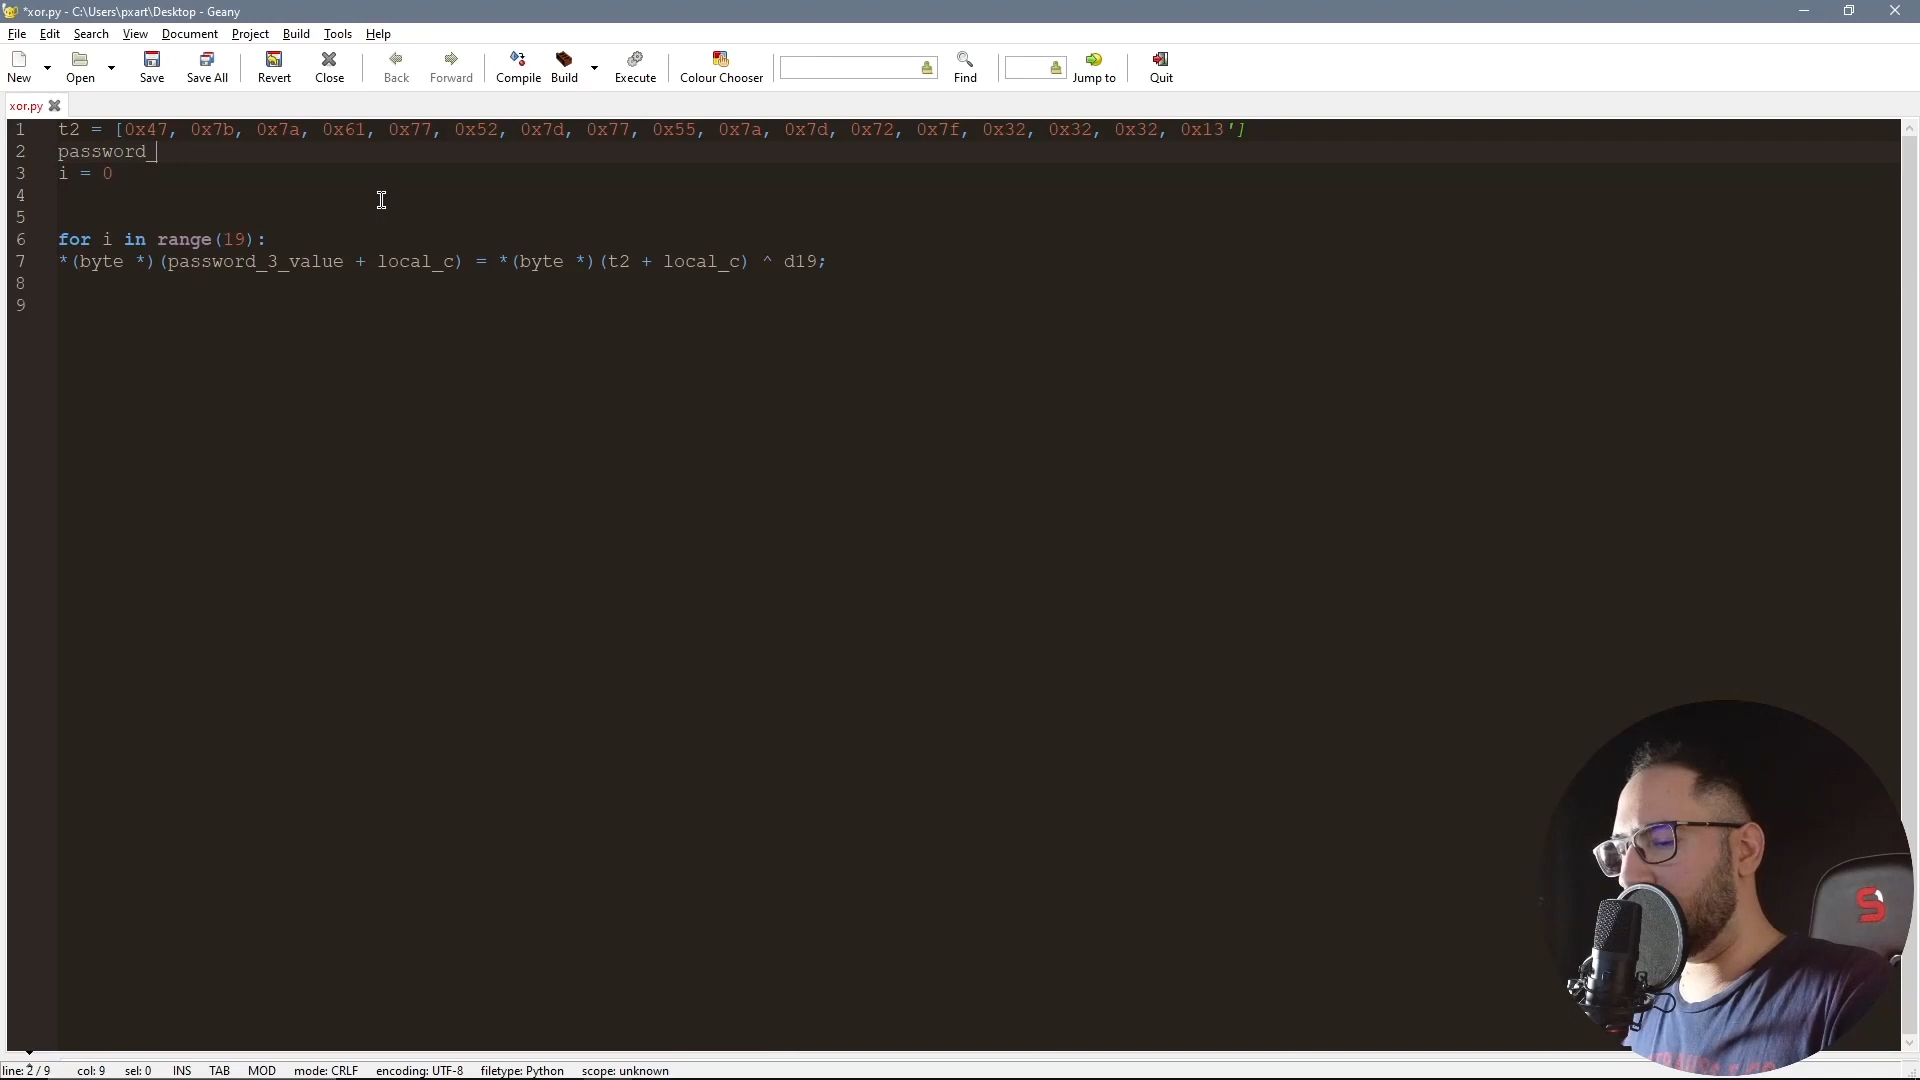 *xor.py - C:\Users\pxart\Desktop - Geany
File Edit Search View Document Project Build Tools Help
New Open Save Save All Revert Close Back Forward Compile Build Execute Colour Chooser Find Jump to Quit
xor.py
1 t2 = [0x47, 0x7b, 0x7a, 0x61, 0x77, 0x52, 0x7d, 0x77, 0x55, 0x7a, 0x7d, 0x72, 0x7f, 0x32, 0x32, 0x32, 0x13']
2 password_
3 i = 0
4
5
6 for i in range(19):
7 *(byte *)(password_3_value + local_c) = *(byte *)(t2 + local_c) ^ d19;
8
9
S
line: 2 / 9 col: 9 sel: 0 INS TAB MOD mode: CRLF encoding: UTF-8 filetype: Python scope: unknown